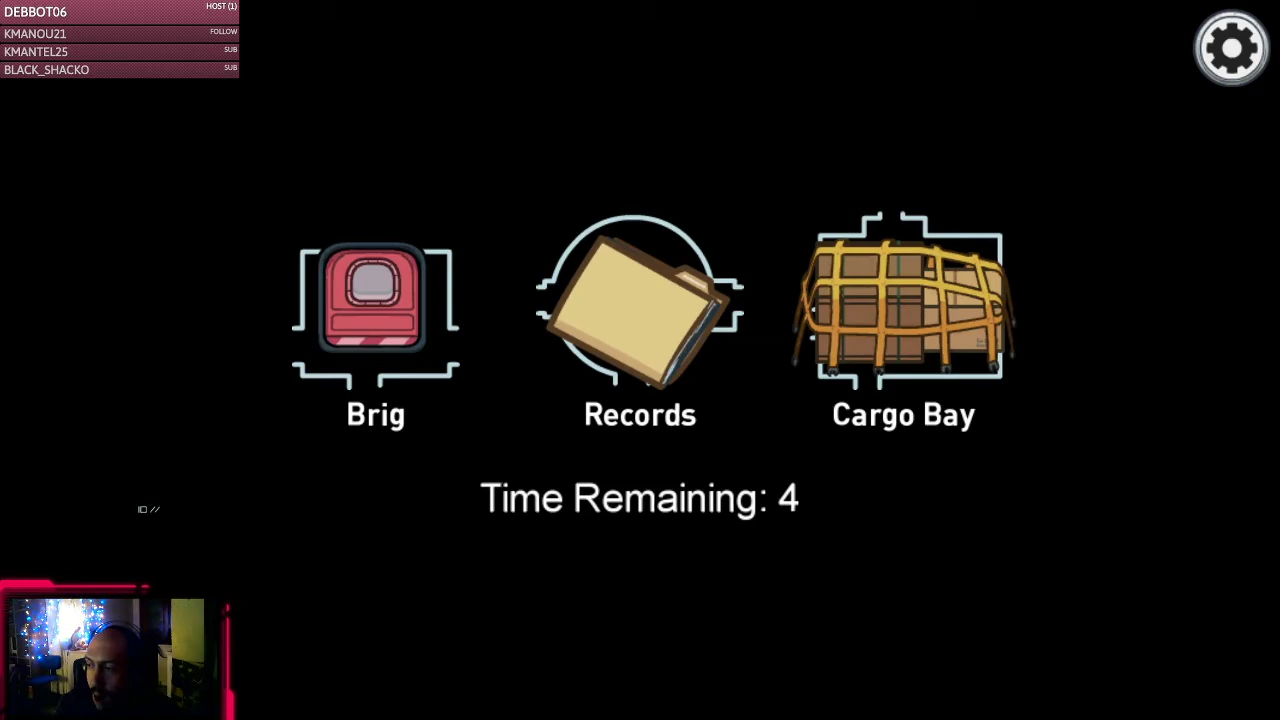 DEBBOT06 HOST (1)
KMANOU21 FOLLOW
KMANTEL25 SUB
BLACK_SHACKO SUB
Brig Records Cargo Bay
Time Remaining: 4